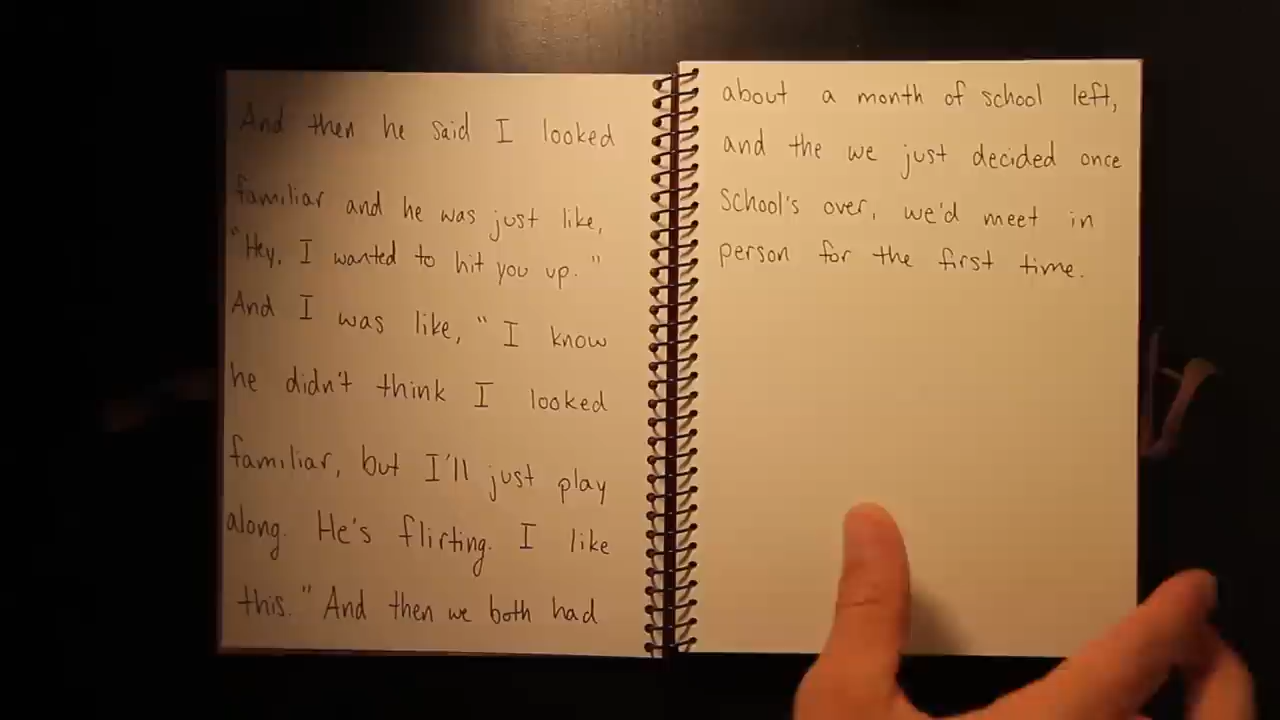 And then he said I looked
familiar and he was just like,
"Hey, I wanted to hit you up."
And I was like, "I know
he didn't think I looked
familiar, but I'll just play
along. He's flirting. I like
this." And then we both had
about a month of school left,
and the we just decided once
school's over, we'd meet in
person for the first time.